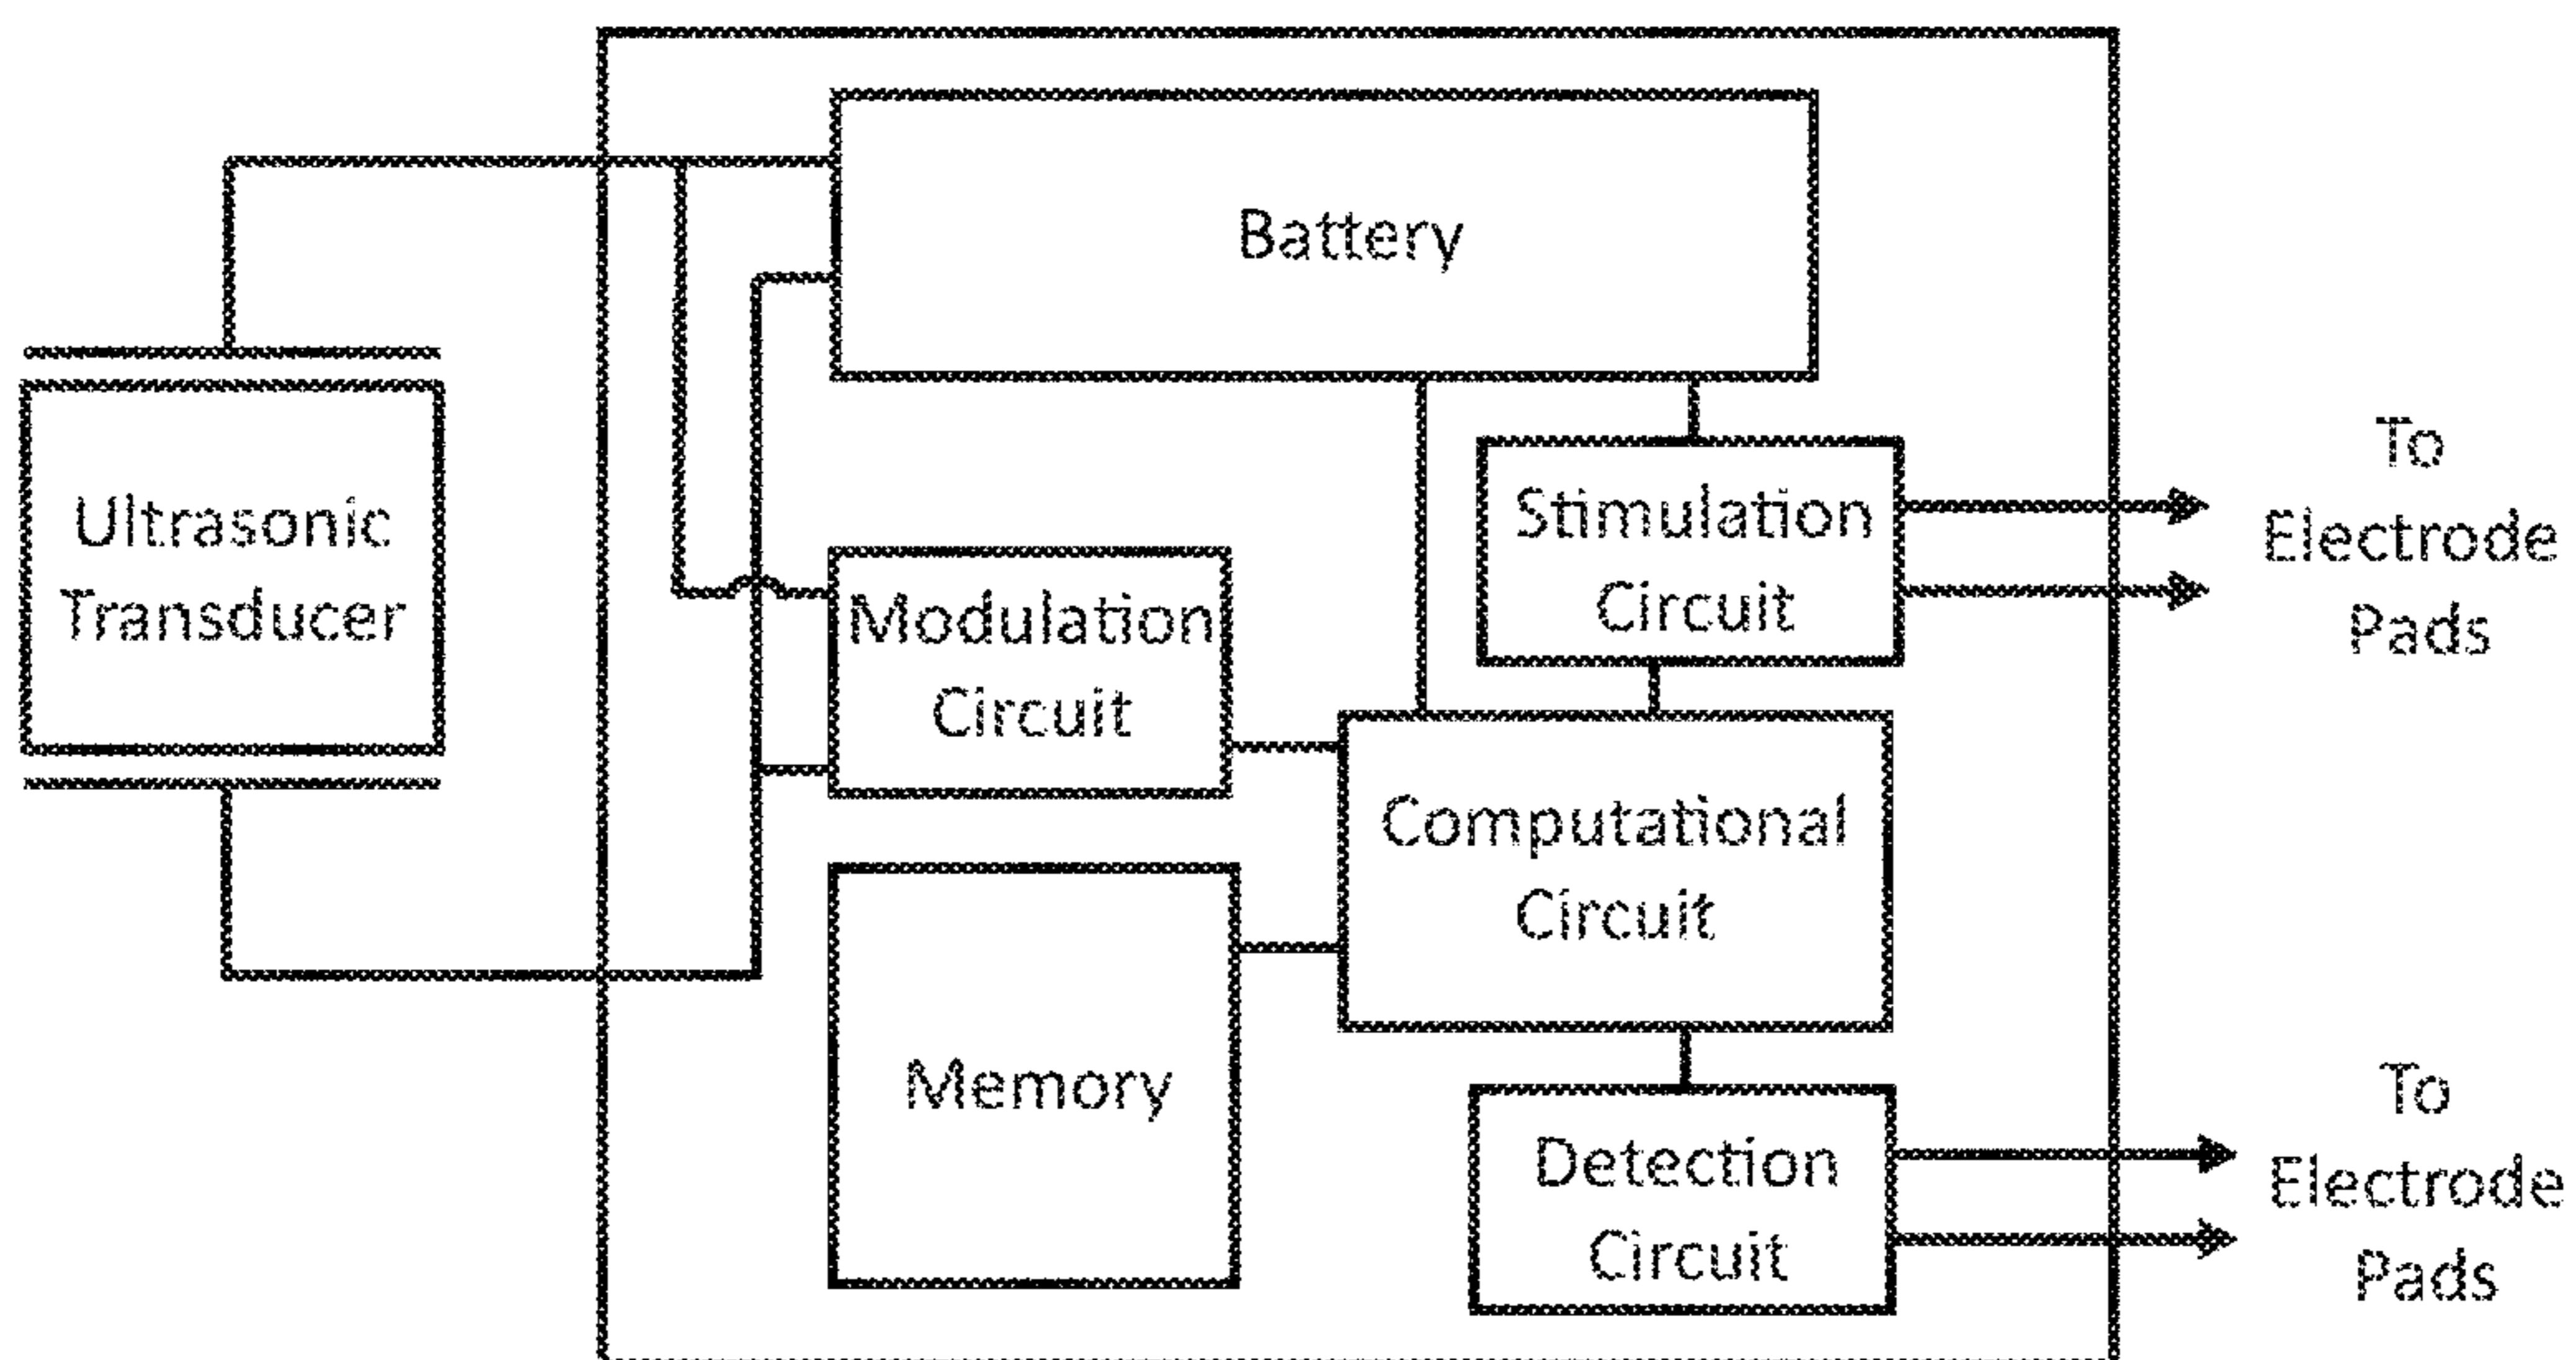 Battery
Ultrasonic
Transducer
Modulation
Circuit
Stimulation
Circuit
To
Electrode
Pads
Computational
Circuit
Memory
Detection
Circuit
To
Electrode
Pads